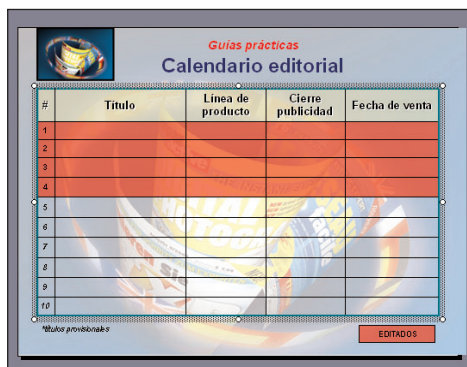 Guías prácticas
Calendario editorial
# Título Línea de producto Cierre publicidad Fecha de venta
1
2
3
4
5
6
7
8
9
10
*títulos provisionales
EDITADOS